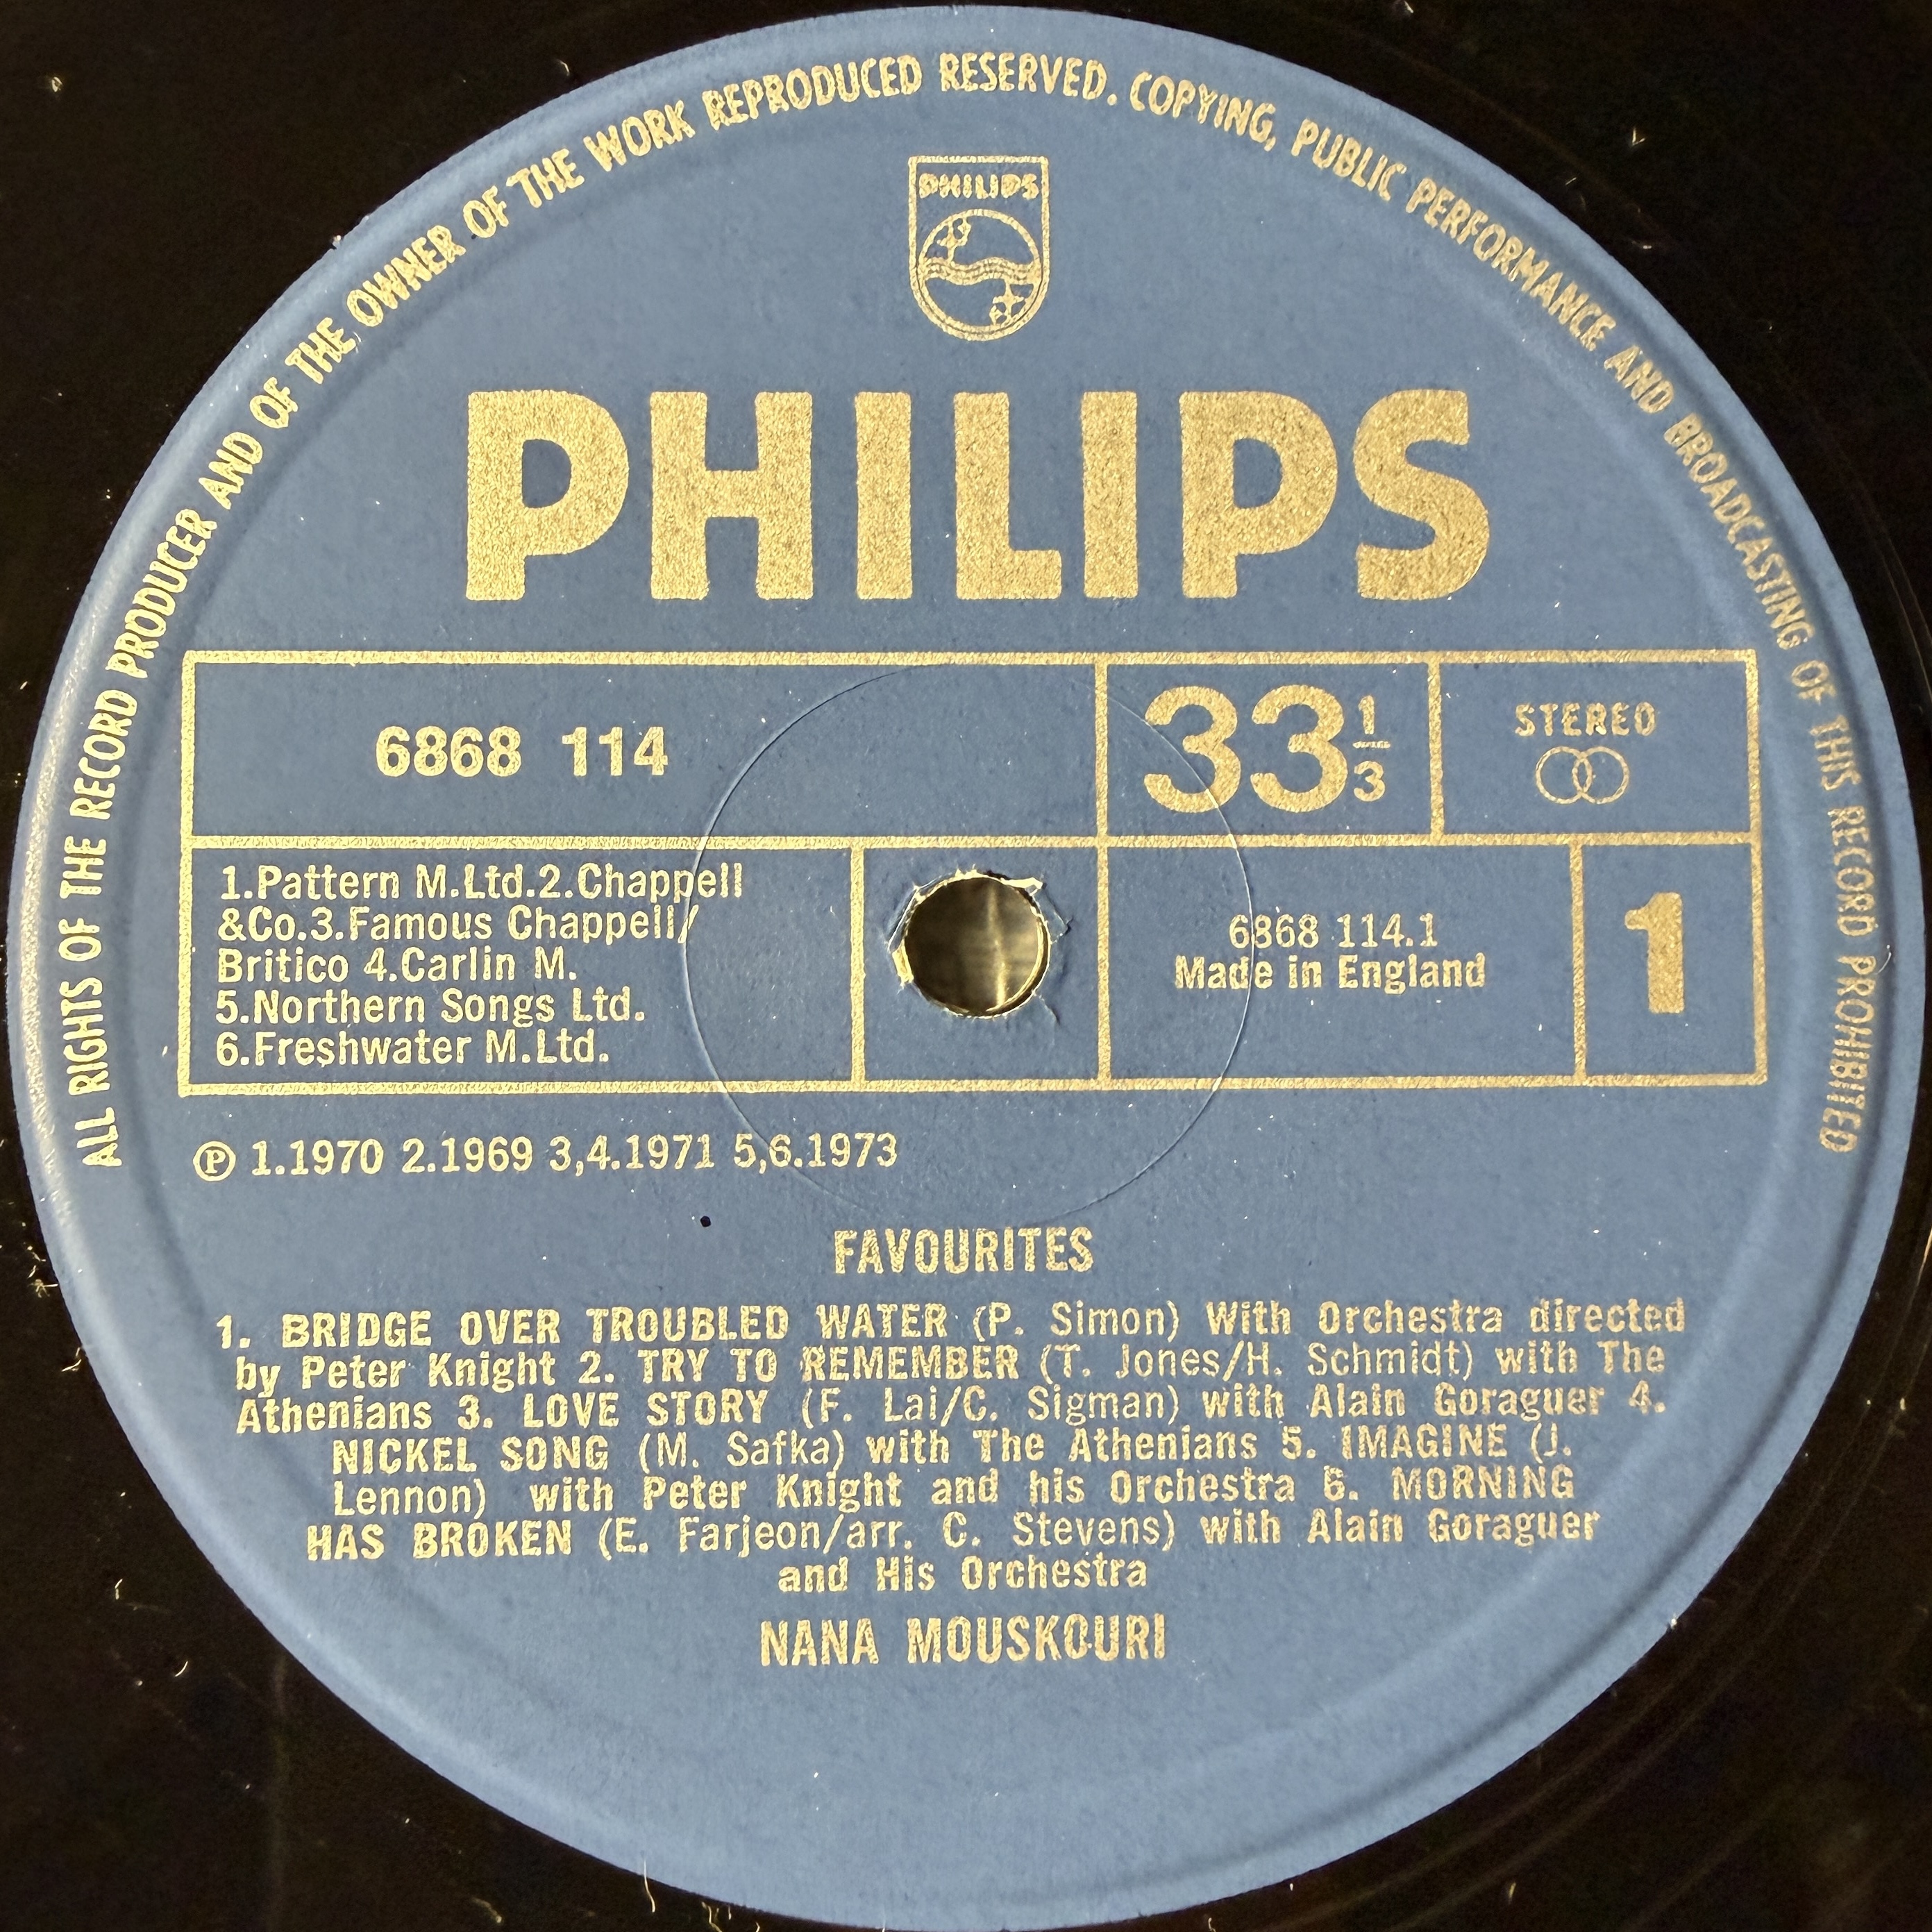 ALL RIGHTS OF THE RECORD PRODUCER AND OF THE OWNER OF THE WORK REPRODUCED RESERVED. COPYING, PUBLIC PERFORMANCE AND BROADCASTING OF THIS RECORD PROHIBITED
PHILIPS
PHILIPS
6868 114
33 1/3
STEREO
1.Pattern M.Ltd.2.Chappell
&Co.3.Famous Chappell/
Britico 4.Carlin M.
5.Northern Songs Ltd.
6.Freshwater M.Ltd.
6868 114.1
Made in England
1
℗ 1.1970 2.1969 3,4.1971 5,6.1973
FAVOURITES
1. BRIDGE OVER TROUBLED WATER (P. Simon) With Orchestra directed
by Peter Knight 2. TRY TO REMEMBER (T. Jones/H. Schmidt) with The
Athenians 3. LOVE STORY (F. Lai/C. Sigman) with Alain Goraguer 4.
NICKEL SONG (M. Safka) with The Athenians 5. IMAGINE (J.
Lennon) with Peter Knight and his Orchestra 6. MORNING
HAS BROKEN (E. Farjeon/arr. C. Stevens) with Alain Goraguer
and His Orchestra
NANA MOUSKOURI